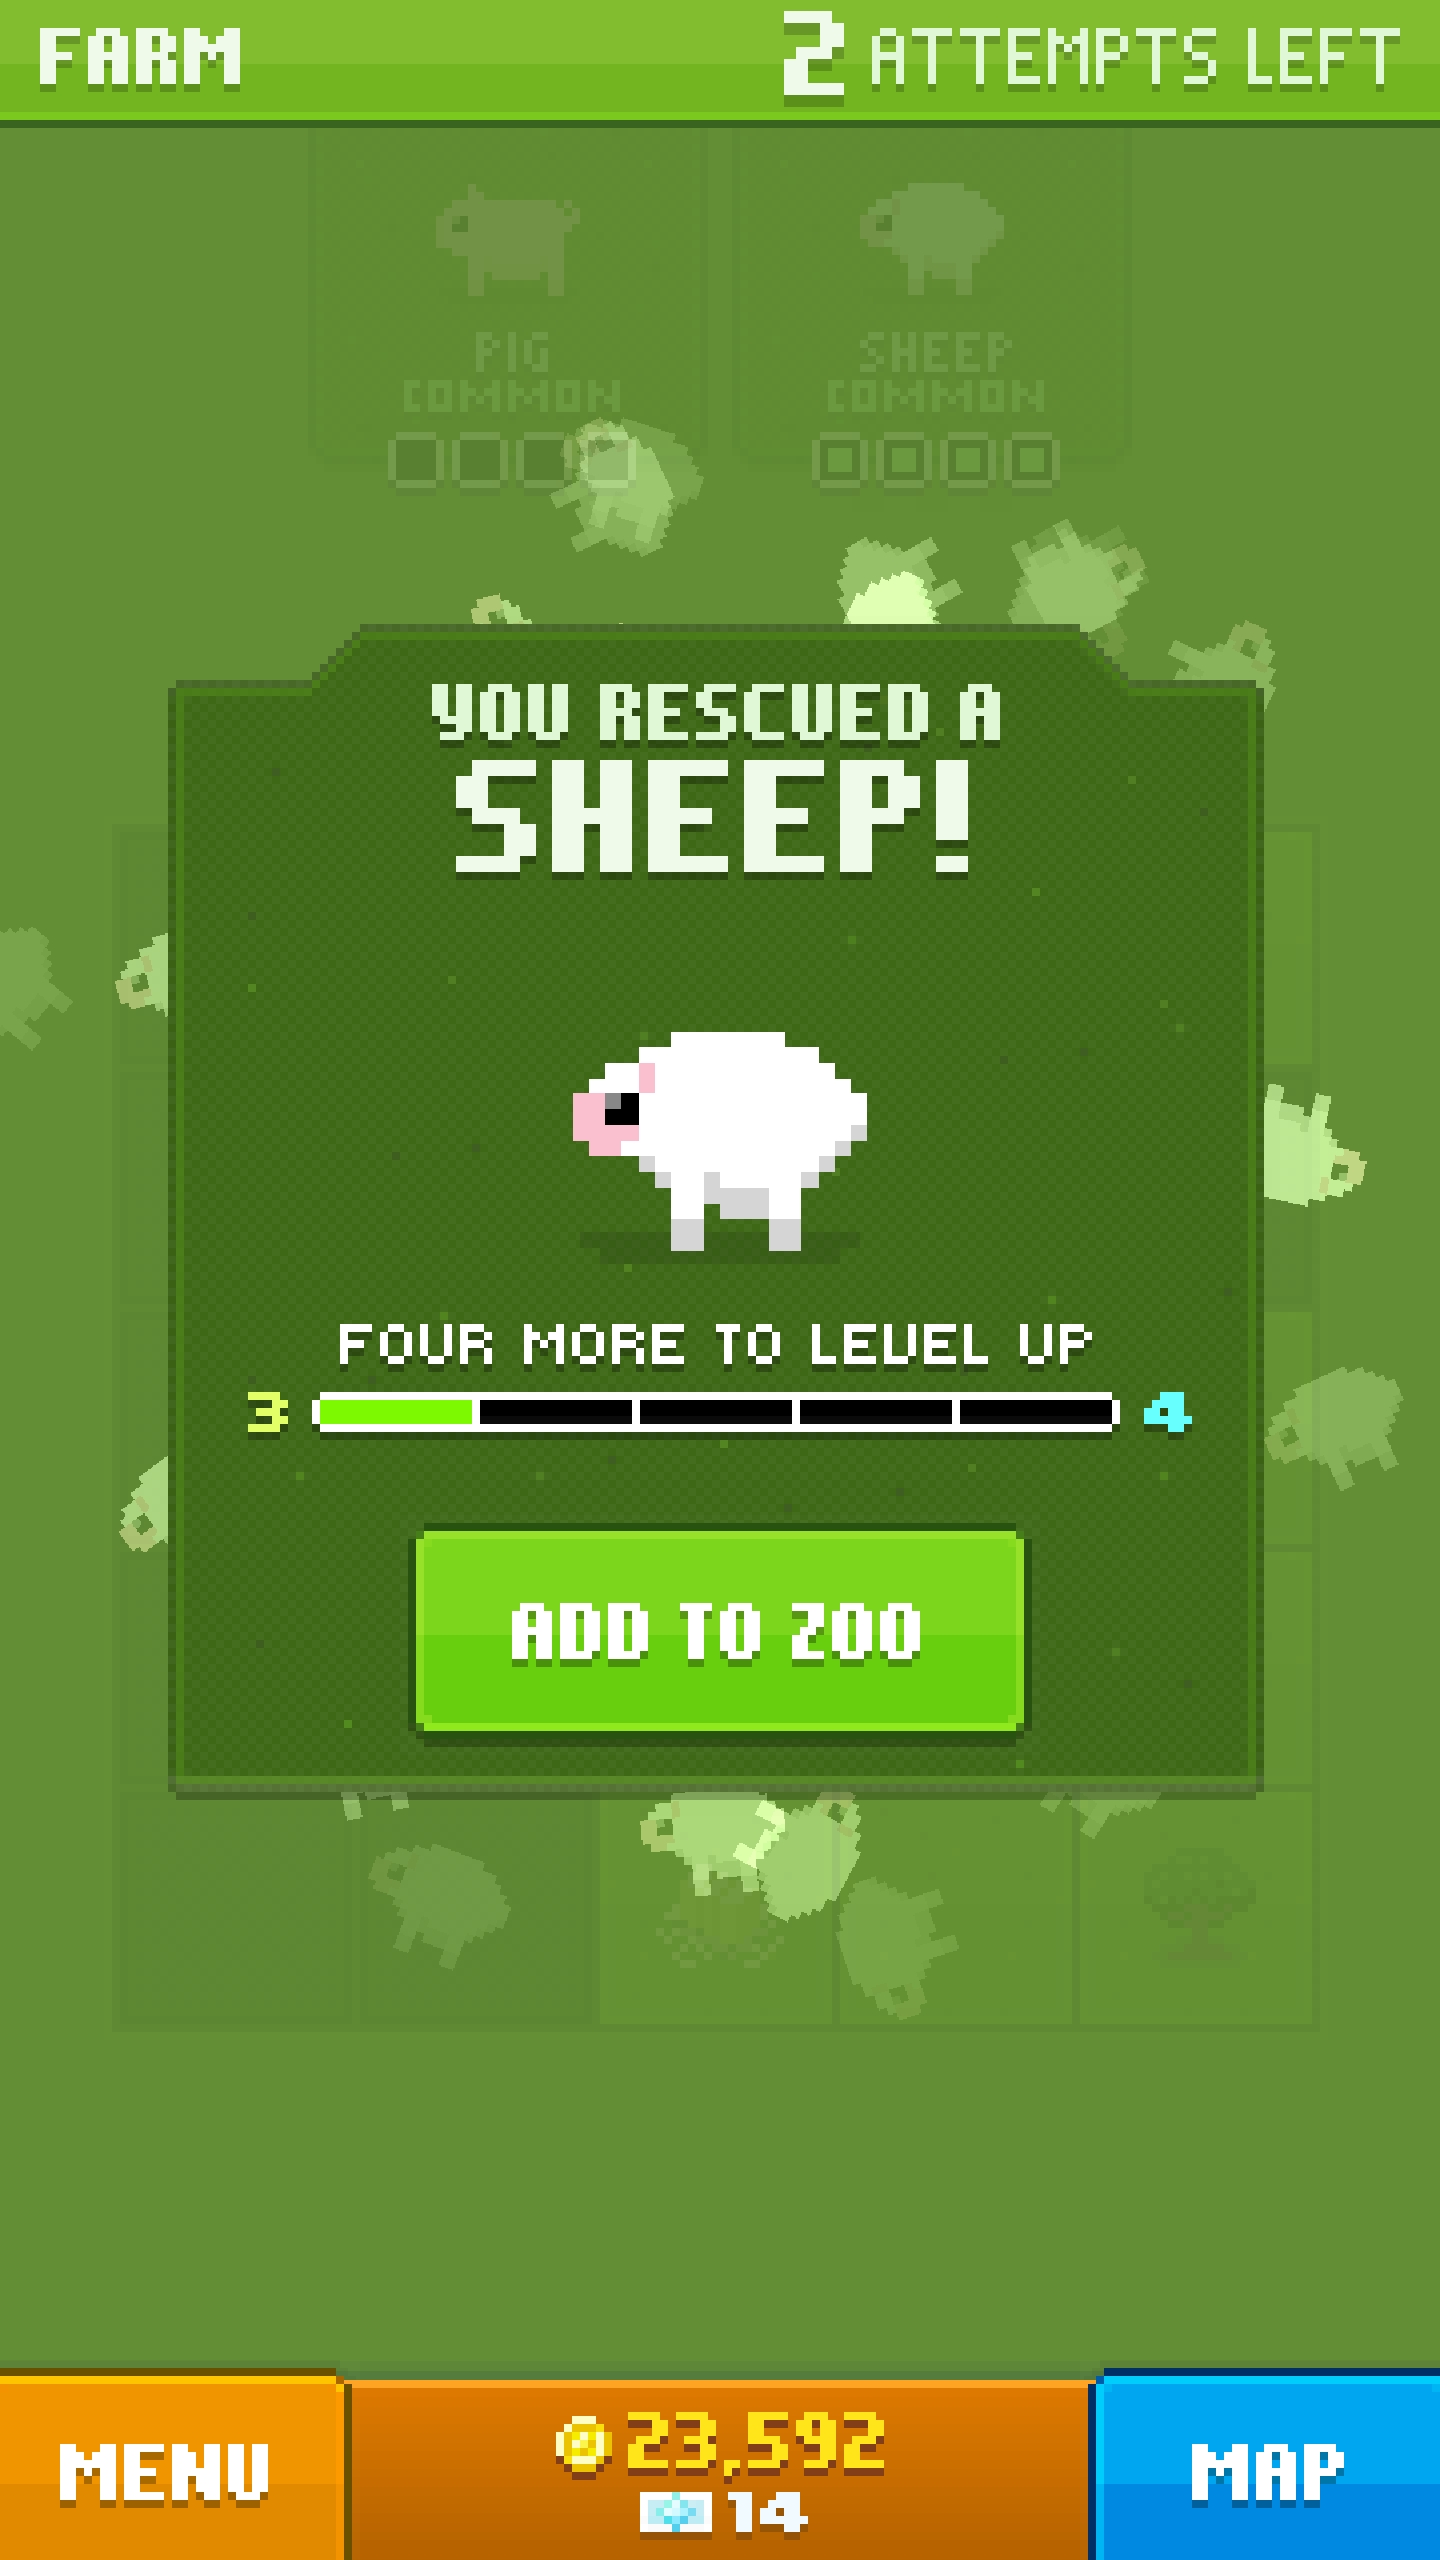 FARM
2 ATTEMPTS LEFT
PIG
COMMON
SHEEP
COMMON
YOU RESCUED A
SHEEP!
FOUR MORE TO LEVEL UP
3 4
ADD TO ZOO
MENU
23,592
14
MAP